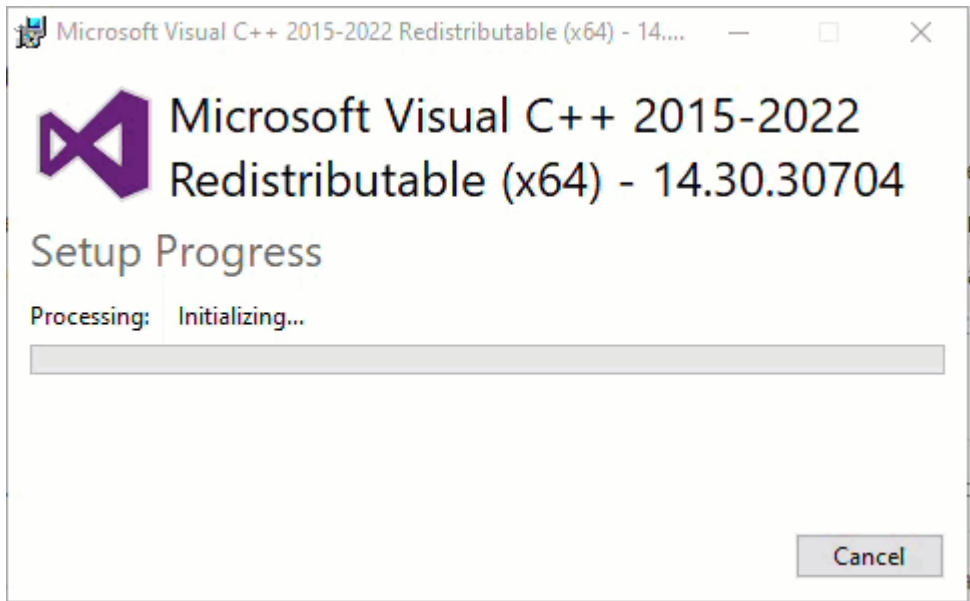 Microsoft Visual C++ 2015-2022 Redistributable (x64) - 14....
Microsoft Visual C++ 2015-2022
Redistributable (x64) - 14.30.30704
Setup Progress
Processing: Initializing...
Cancel